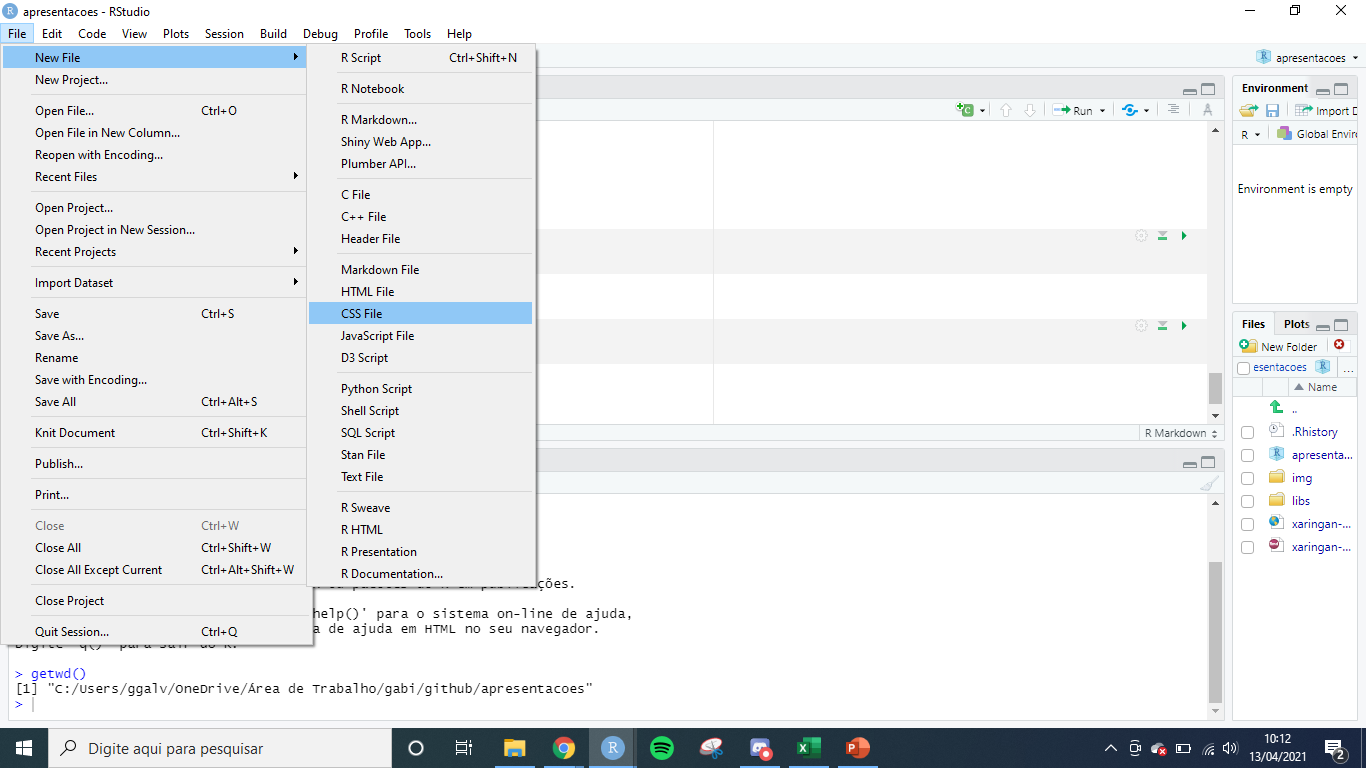 apresentacoes - RStudio
File Edit Code View Plots Session Build Debug Profile Tools Help
apresentacoes
New File
New Project...
Open File... Ctrl+O
Open File in New Column...
Reopen with Encoding...
Recent Files
Open Project...
Open Project in New Session...
Recent Projects
Import Dataset
Save Ctrl+S
Save As...
Rename
Save with Encoding...
Save All Ctrl+Alt+S
Knit Document Ctrl+Shift+K
Publish...
Print...
Close Ctrl+W
Close All Ctrl+Shift+W
Close All Except Current Ctrl+Alt+Shift+W
Close Project
Quit Session... Ctrl+Q
R Script Ctrl+Shift+N
R Notebook
R Markdown...
Shiny Web App...
Plumber API...
C File
C++ File
Header File
Markdown File
HTML File
CSS File
JavaScript File
D3 Script
Python Script
Shell Script
SQL Script
Stan File
Text File
R Sweave
R HTML
R Presentation
R Documentation...
Run
R Markdown
Environment
Import D
R Global Envir
Environment is empty
Files Plots
New Folder
esentacoes ...
Name
..
.Rhistory
apresenta...
img
libs
xaringan-...
xaringan-...
em publicações.
help()' para o sistema on-line de ajuda,
a de ajuda em HTML no seu navegador.
> getwd()
[1] "C:/Users/ggalv/OneDrive/Área de Trabalho/gabi/github/apresentacoes"
>
Digite aqui para pesquisar
10:12
13/04/2021
2